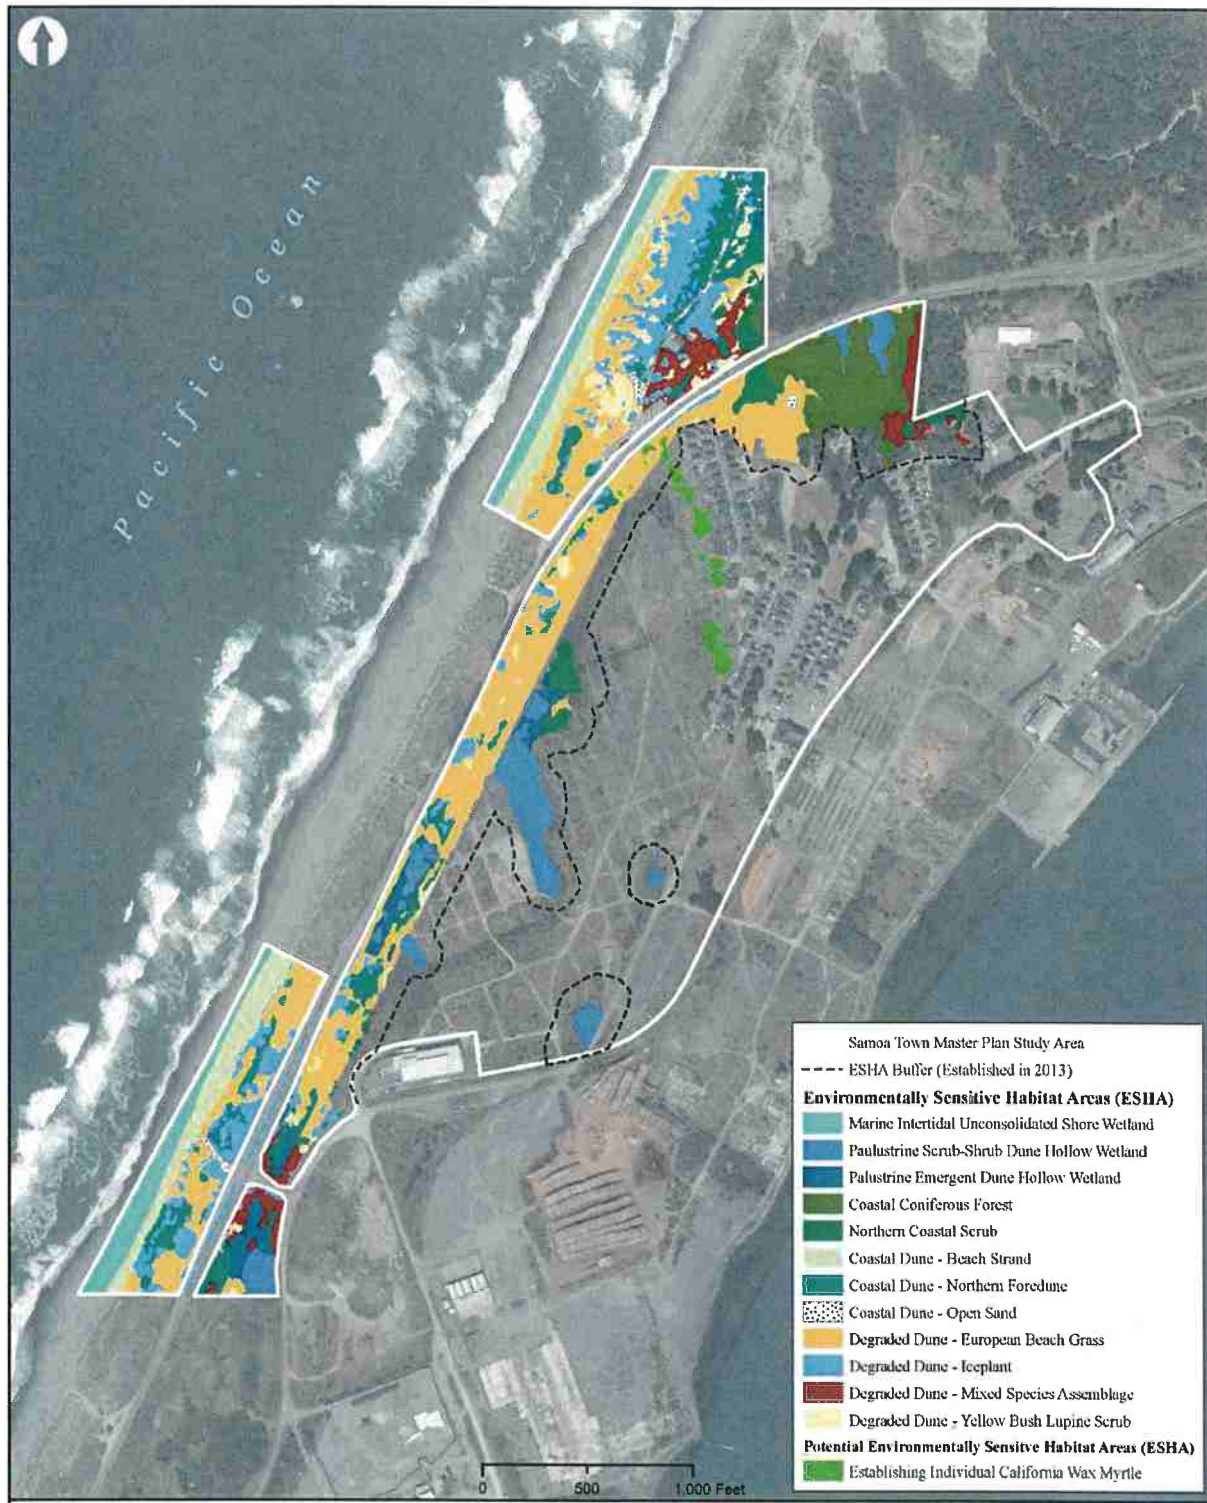 Pacific Ocean
Samoa Town Master Plan Study Area
ESHA Buffer (Established in 2013)
Environmentally Sensitive Habitat Areas (ESHA)
Marine Intertidal Unconsolidated Shore Wetland
Paulustrine Scrub-Shrub Dune Hollow Wetland
Palustrine Emergent Dune Hollow Wetland
Coastal Coniferous Forest
Northern Coastal Scrub
Coastal Dune - Beach Strand
Coastal Dune - Northern Foredune
Coastal Dune - Open Sand
Degraded Dune - European Beach Grass
Degraded Dune - Iceplant
Degraded Dune - Mixed Species Assemblage
Degraded Dune - Yellow Bush Lupine Scrub
Potential Environmentally Sensitve Habitat Areas (ESHA)
Establishing Individual California Wax Myrtle
0 500 1,000 Feet